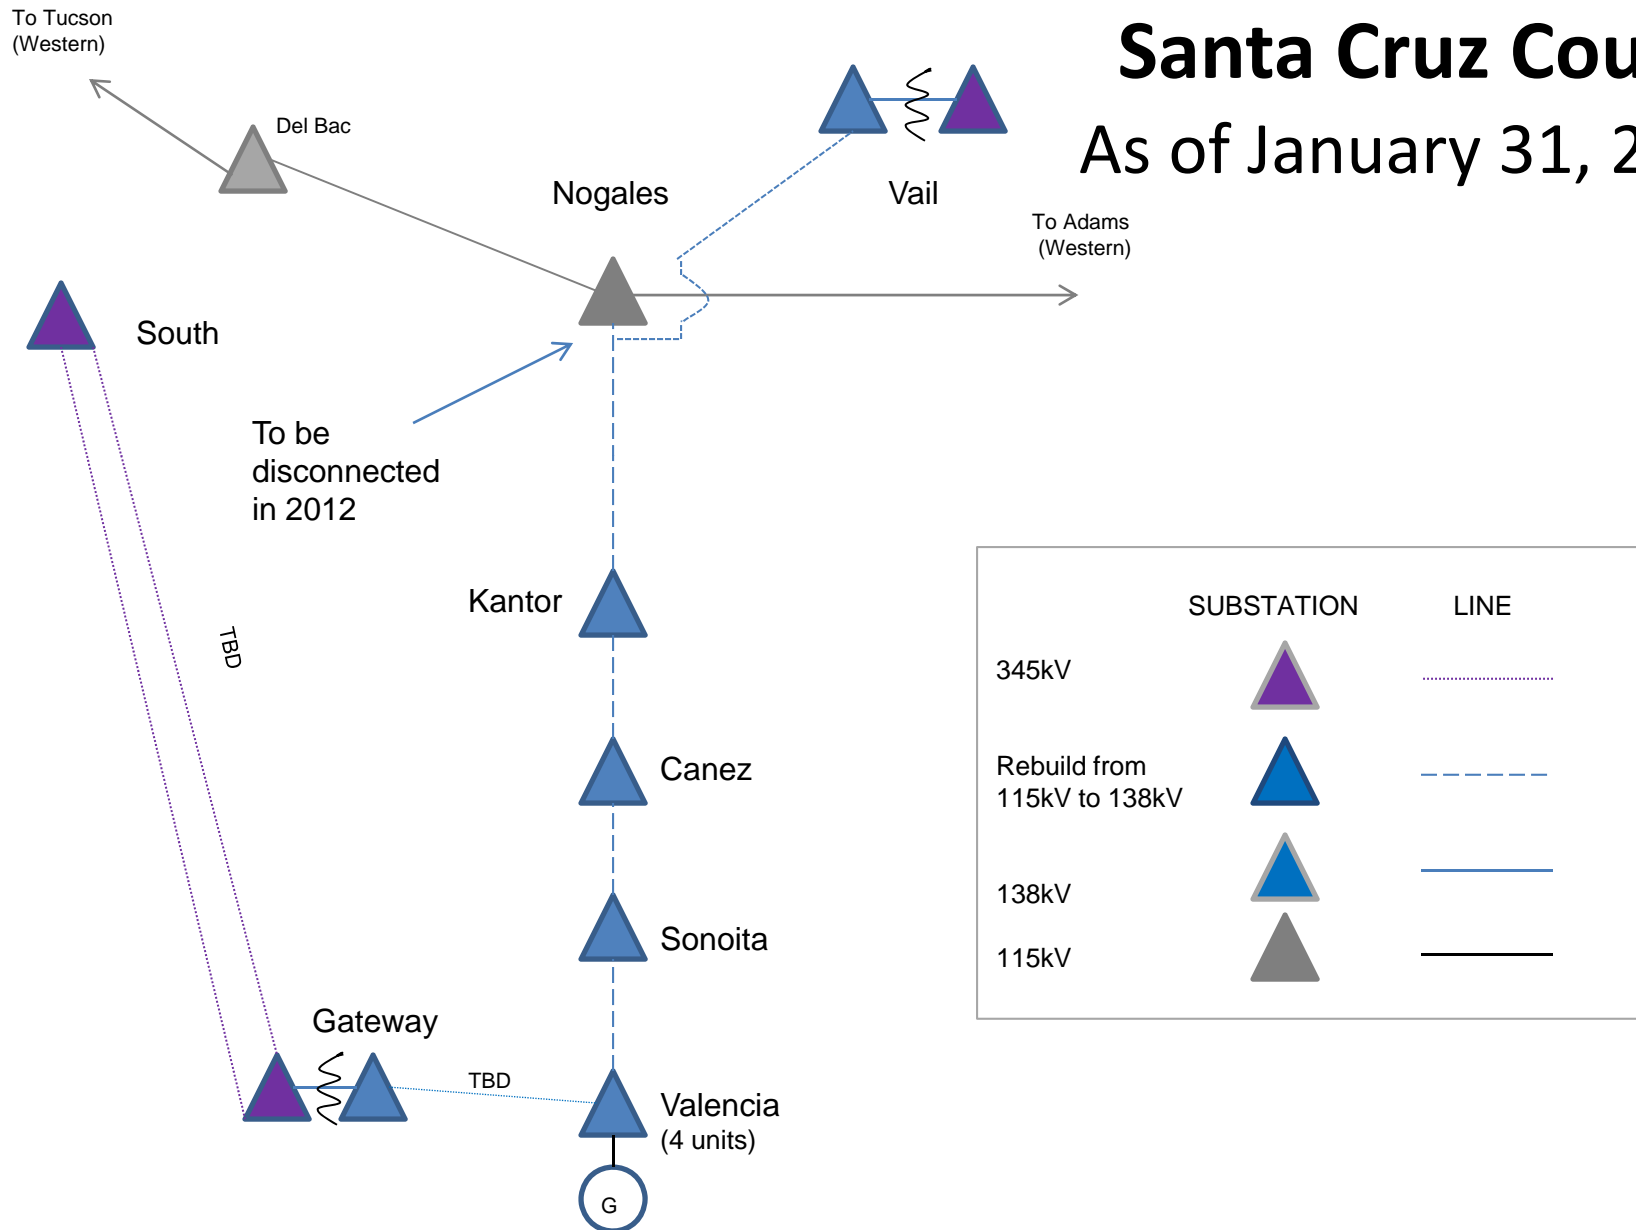 To Tucson
(Western)
Santa Cruz Cou
As of January 31, 2
Del Bac
Nogales
Vail
To Adams
(Western)
South
To be
disconnected
in 2012
Kantor
SUBSTATION LINE
345kV
TBD
Rebuild from
115kV to 138kV
Canez
138kV
Sonoita
115kV
Gateway
TBD
Valencia
(4 units)
G